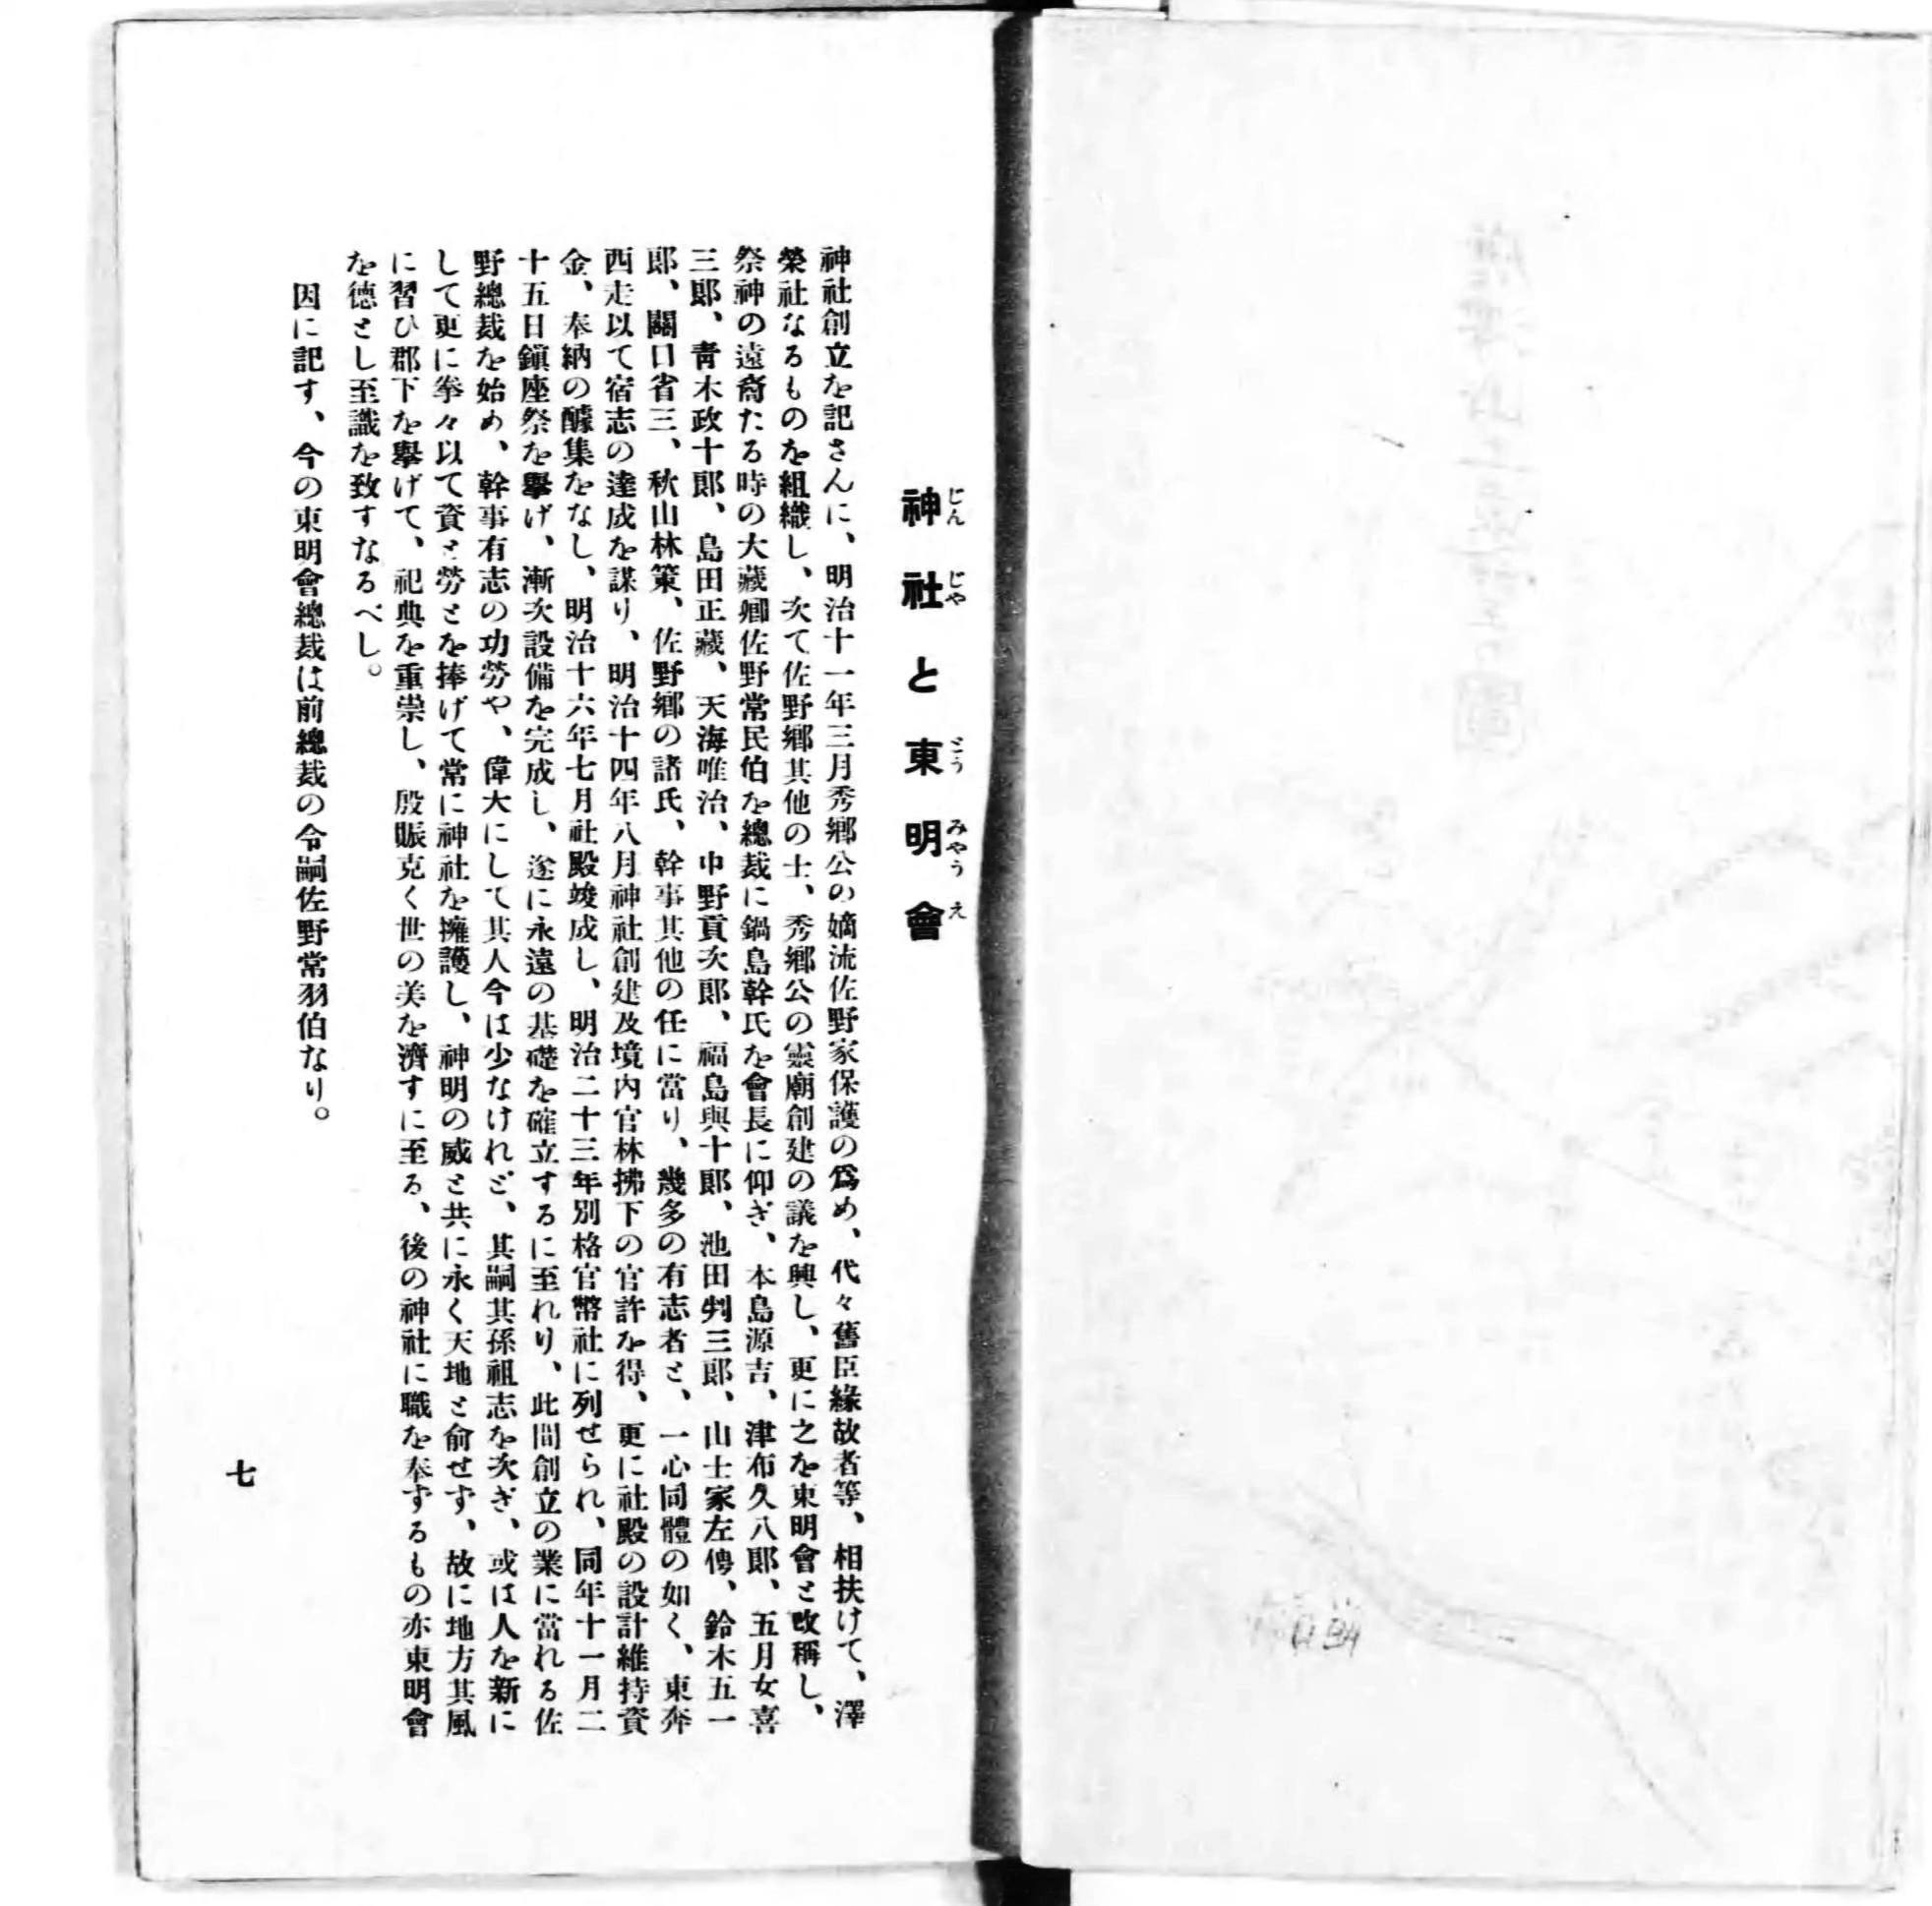 神社と東明會
神社創立を記さんに、明治十一年三月秀郷公の嫡流佐野家保護の爲め、代々舊臣緣故者等、相扶けて、澤
榮社なるものを組織し、次て佐野鄕其他の士、秀郷公の靈廟創建の議を興し、更に之を東明會と改稱し、
祭神の遠裔たる時の大藏卿佐野常民伯を總裁に鍋島幹氏を會長に仰ぎ、本島源吉、津布久八郞、五月女喜
三郞、靑木政十郞、島田正藏、天海唯治、中野貢次郞、福島與十郞、池田判三郞、山士家左傳、鈴木五一
郞、關口省三、秋山林策、佐野鄕の諸氏、幹事其他の任に當り、幾多の有志者と、一心同體の如く、東奔
西走以て宿志の達成を謀り、明治十四年八月神社創建及境內官林拂下の官許を得、更に社殿の設計維持資
金、奉納の醵集をなし、明治十六年七月社殿竣成し、明治二十三年別格官幣社に列せられ、同年十一月二
十五日鎭座祭を擧げ、漸次設備を完成し、遂に永遠の基礎を確立するに至れり、此間創立の業に當れる佐
野總裁を始め、幹事有志の功勞や、偉大にして其人今は少なけれど、其嗣其孫祖志を次ぎ、或は人を新に
して更に拳々以て資と勞とを捧げて常に神社を擁護し、神明の威と共に永く天地と俞せず、故に地方其風
に習ひ郡下を擧げて、祀典を重崇し、殷賑克く世の美を濟すに至る、後の神社に職を奉ずるもの亦東明會
を德とし至識を致すなるべし。
因に記す、今の東明會總裁は前總裁の令嗣佐野常羽伯なり。
七